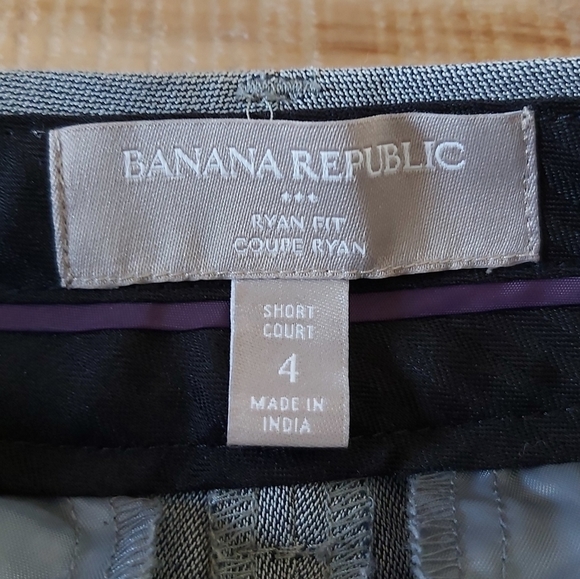 BANANA REPUBLIC
RYAN FIT
COUPE RYAN
SHORT
COURT
4
MADE IN
INDIA